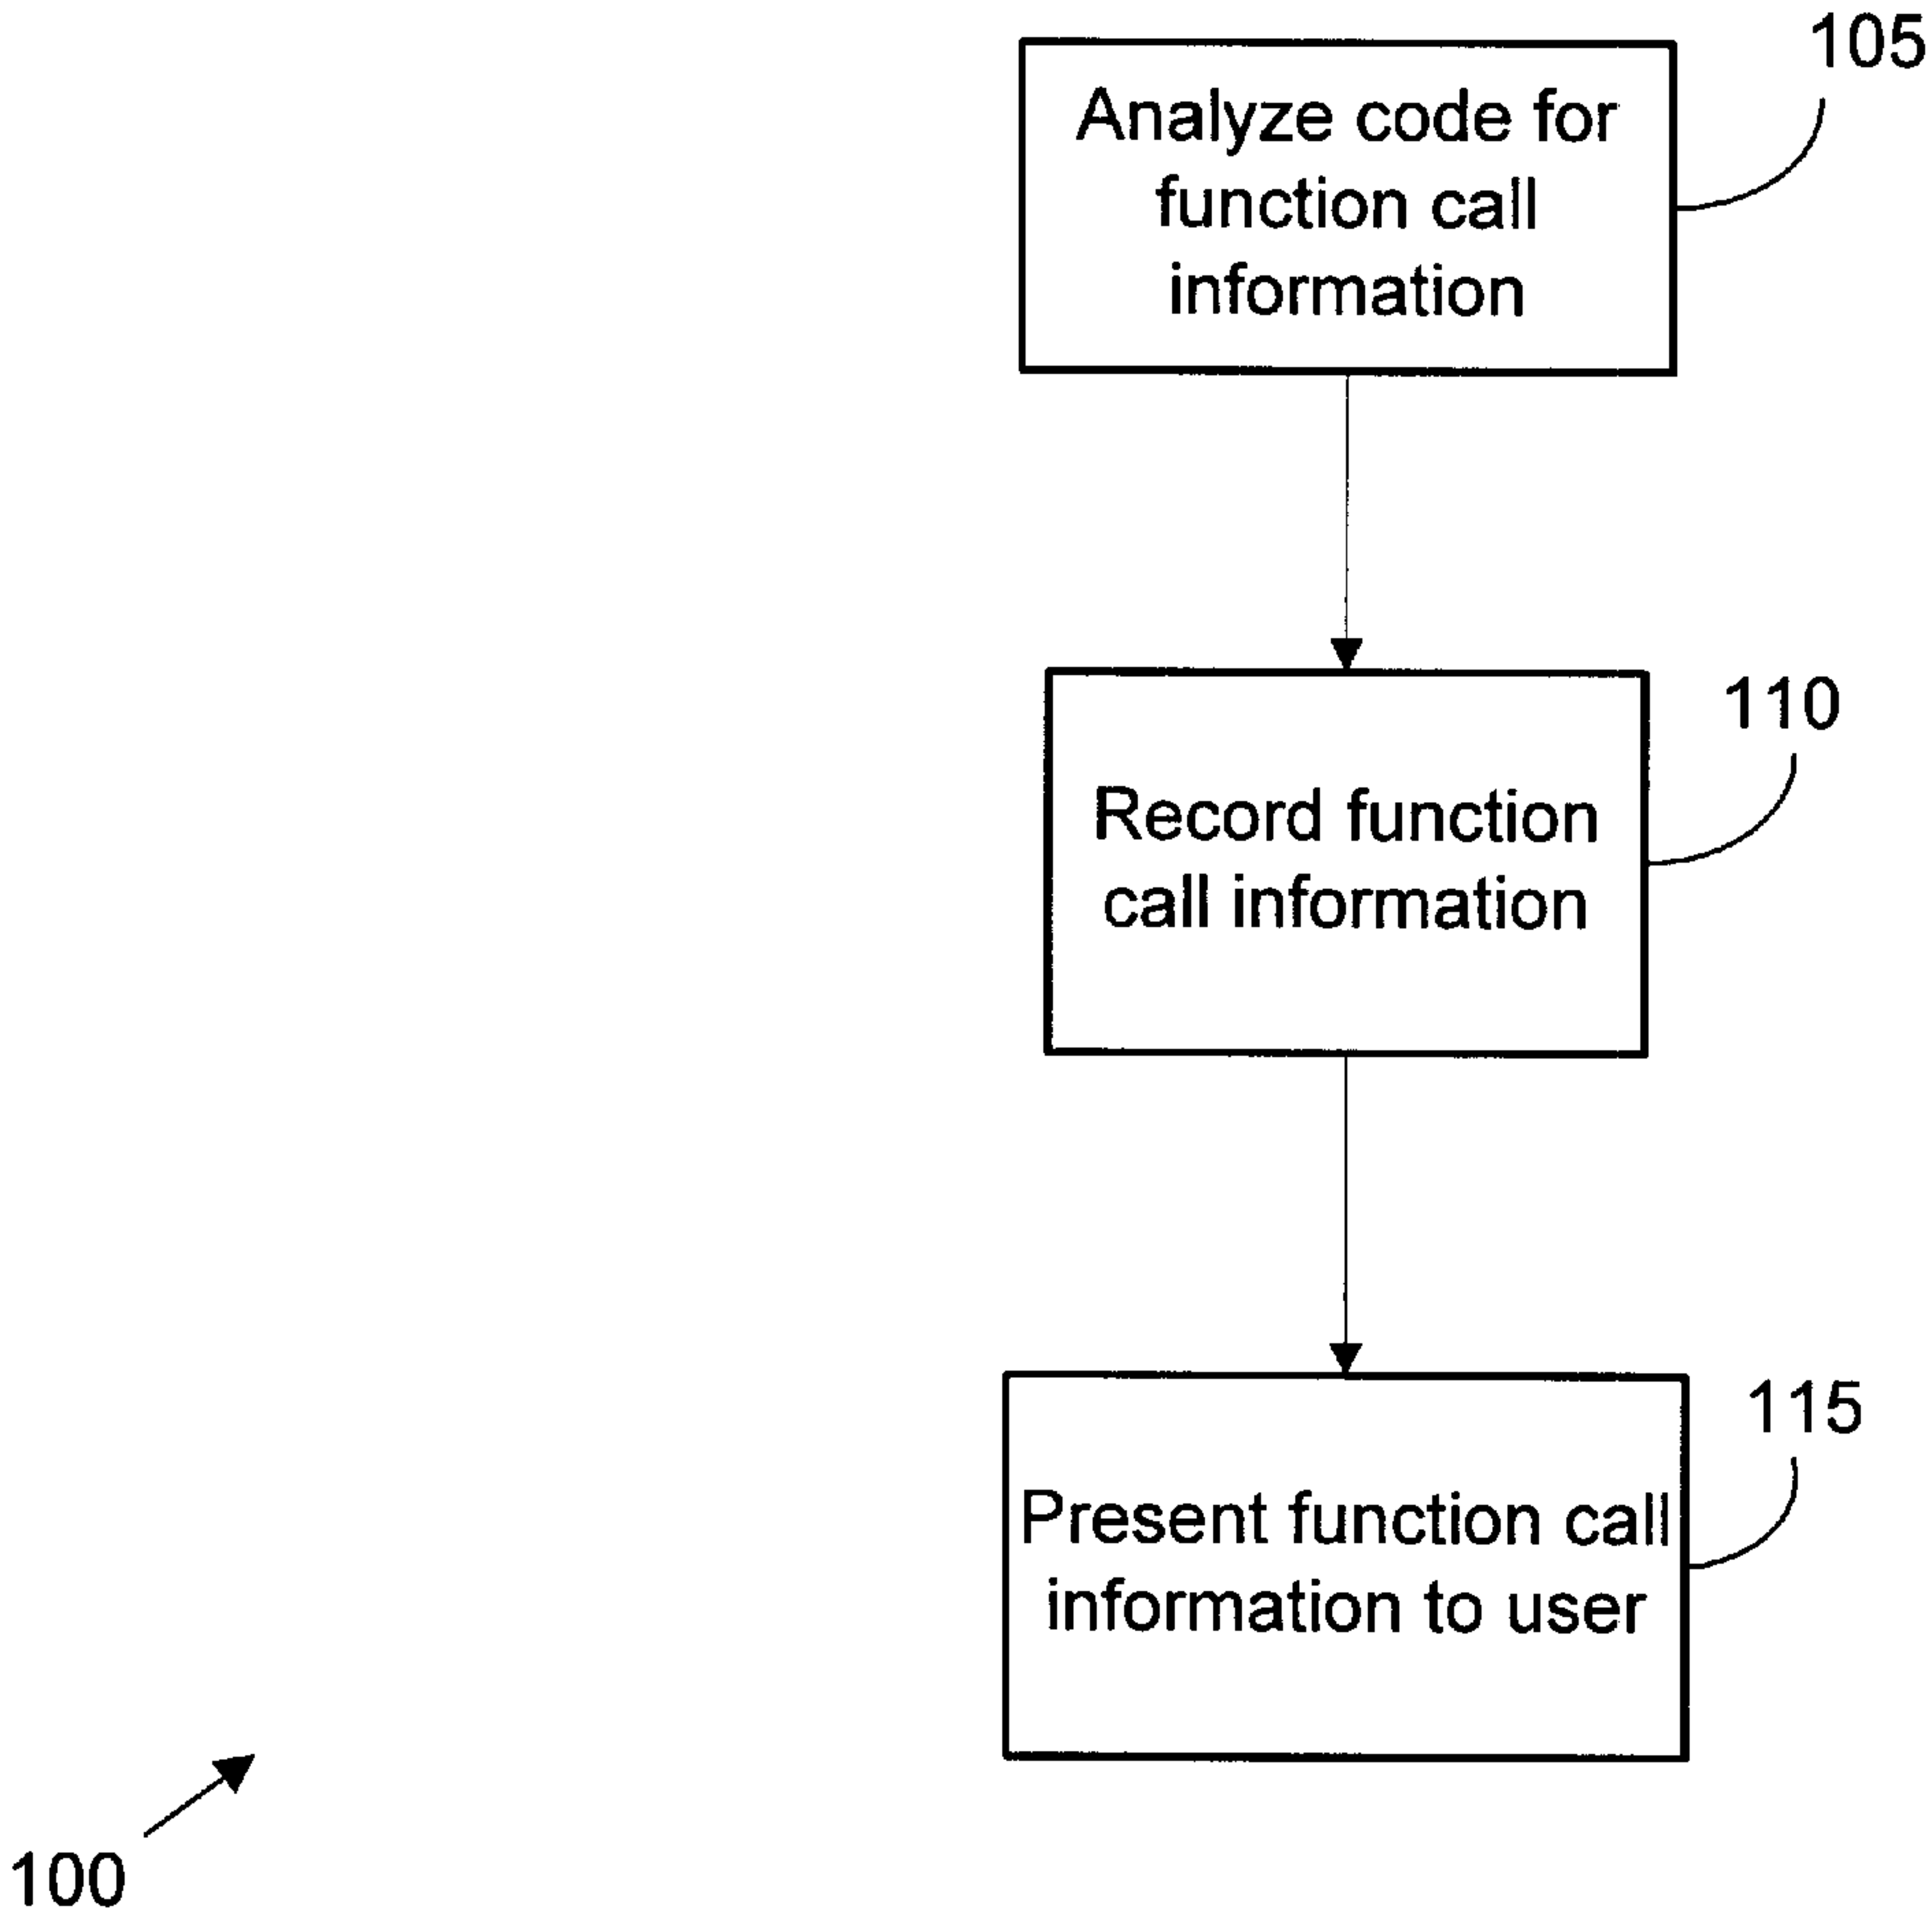 105
Analyze code for
function call
information
110
Record function
call information
115
Present function call
information to user
100